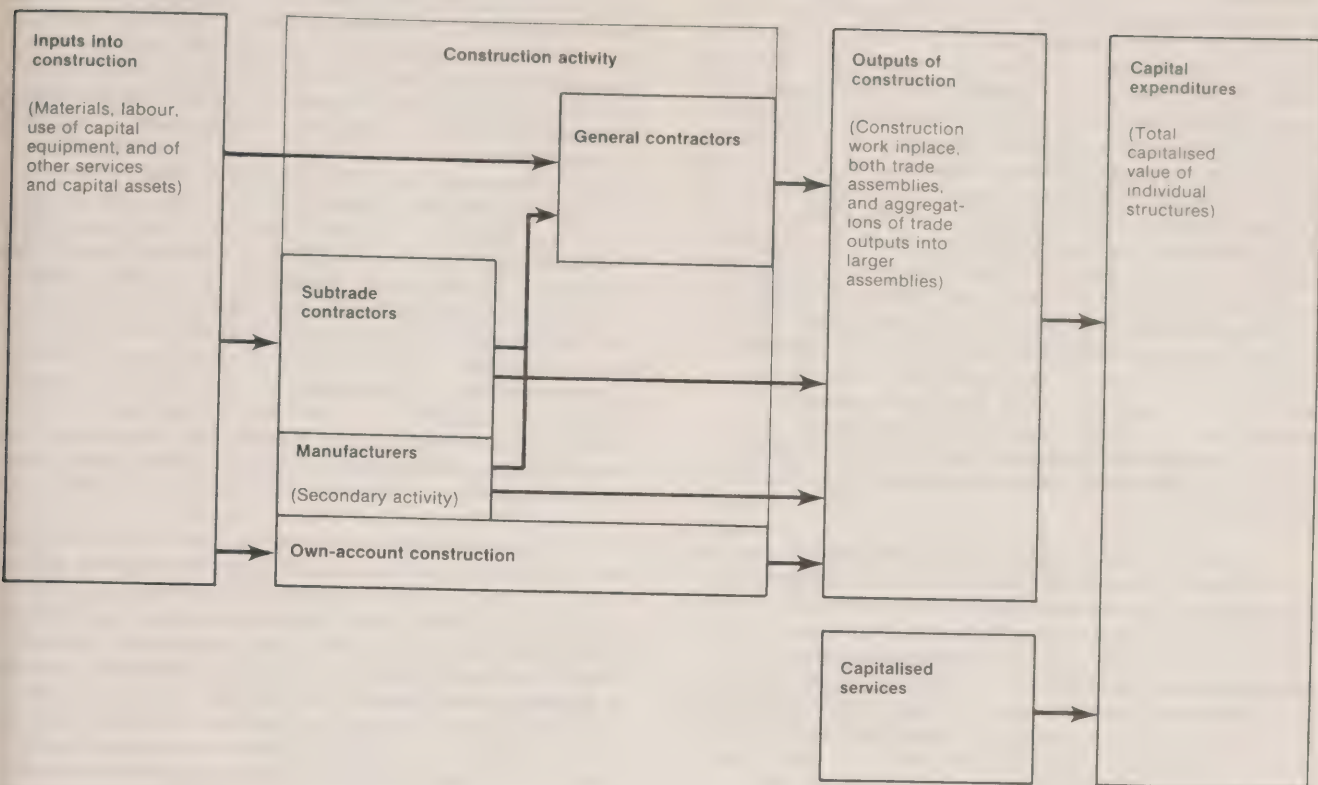 Inputs into
construction
(Materials, labour,
use of capital
equipment, and of
other services
and capital assets)
Construction activity
General contractors
Subtrade
contractors
Manufacturers
(Secondary activity)
Own-account construction
Outputs of
construction
(Construction
work inplace,
both trade
assemblies,
and aggregat-
ions of trade
outputs into
larger
assemblies)
Capital
expenditures
(Total
capitalised
value of
individual
structures)
Capitalised
services